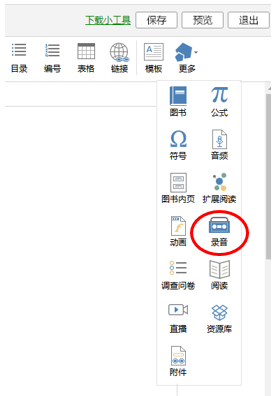 下载小工具 保存 预览 退出
目录 编号 表格 链接 模板 更多
图书 公式
符号 音频
图书内页 扩展阅读
动画 录音
调查问卷 阅读
直播 资源库
附件